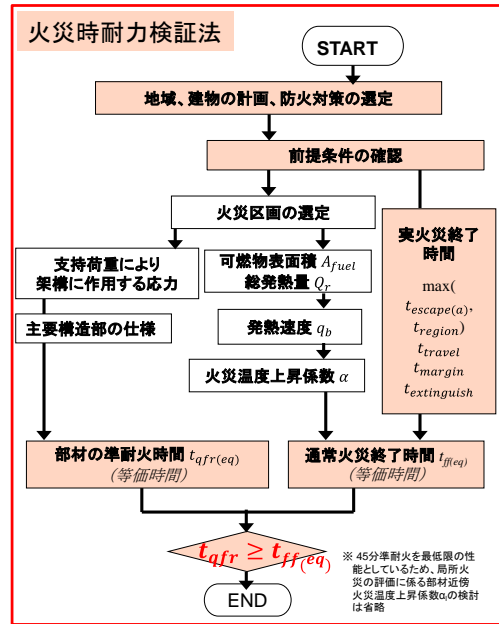 火災時耐力検証法
START
地域、建物の計画、防火対策の選定
前提条件の確認
火災区画の選定
支持荷重により
架構に作用する応力
主要構造部の仕様
可燃物表面積 A_fuel
総発熱量 Q_r
発熱速度 q_b
火災温度上昇係数 α
実火災終了
時間
max(
t_escape(a),
t_region)
t_travel
t_margin
t_extinguish
部材の準耐火時間 t_qfr(eq)
(等価時間)
通常火災終了時間 t_ff(eq)
(等価時間)
t_qfr ≥ t_ff(eq)
END
※ 45分準耐火を最低限の性
能としているため、局所火
災の評価に係る部材近傍
火災温度上昇係数α_lの検討
は省略